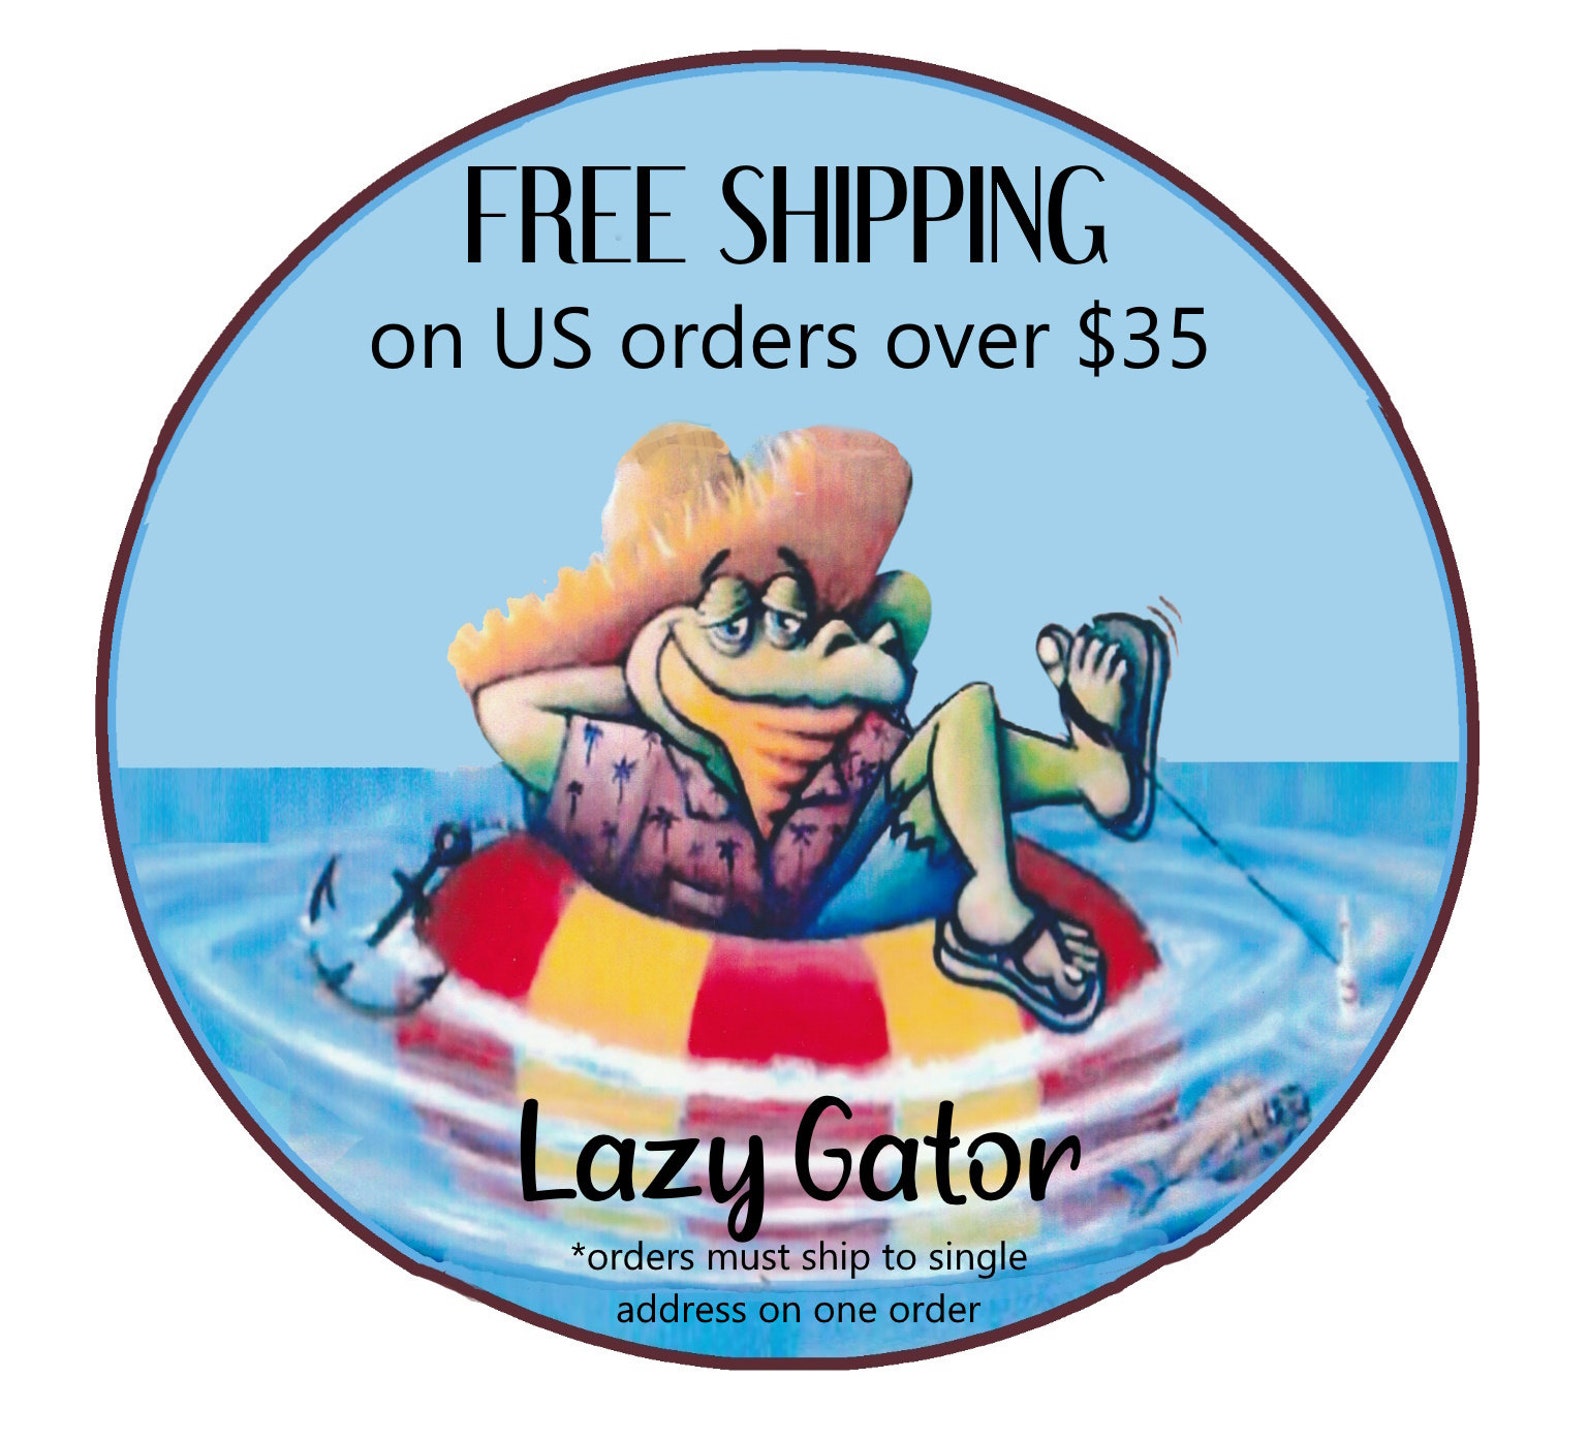 FREE SHIPPING
on US orders over $35
Lazy Gator
*orders must ship to single
address on one order